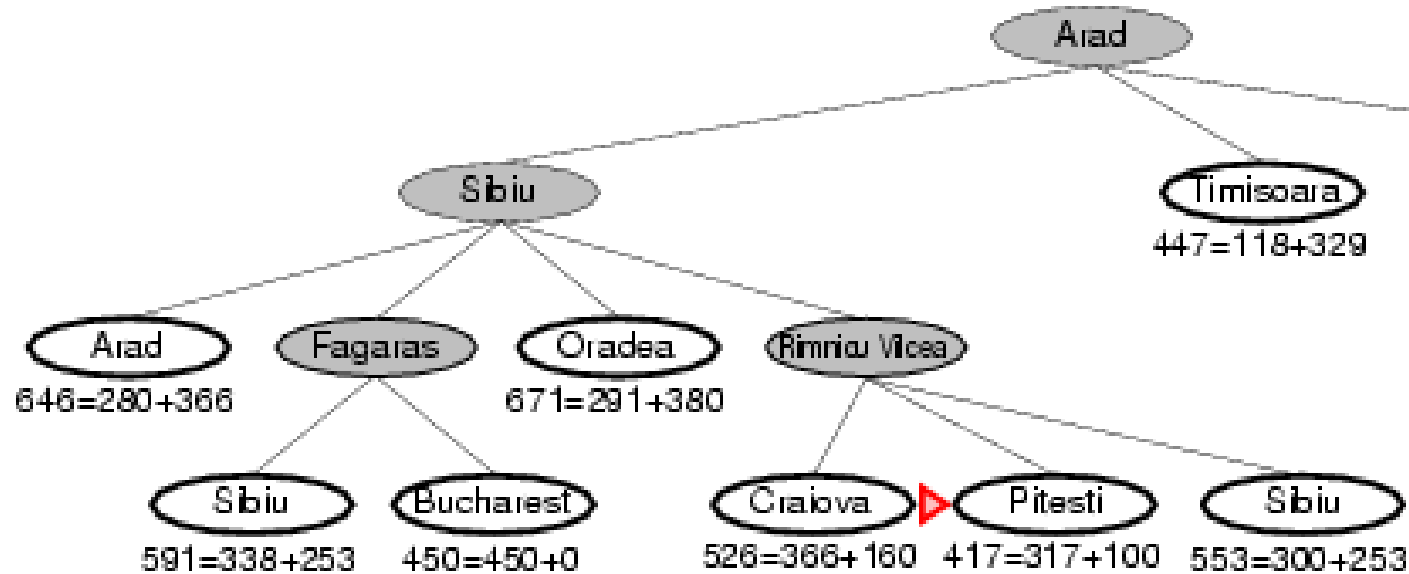 Arad
Sibiu
Timisoara
447=118+329
Arad
Fagaras
Oradea
Rimnicu Vilcea
646=280+366
671=291+380
Sibiu
Bucharest
Craiova
Pitesti
Sibiu
591=338+253
450=450+0
526=366+160
417=317+100
553=300+253